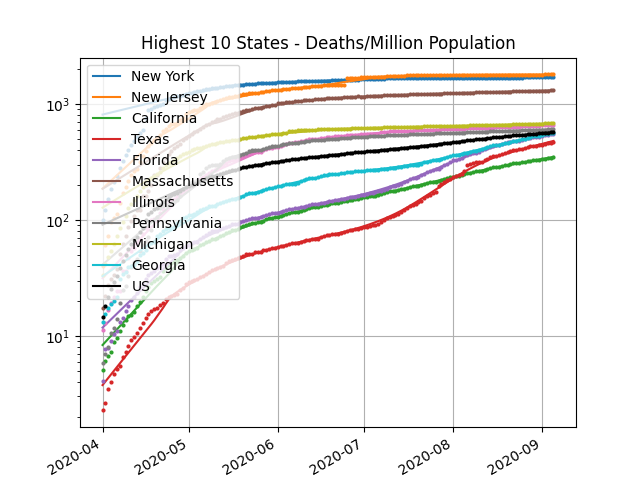 Highest 10 States - Deaths/Million Population
New York
New Jersey
California
Texas
Florida
Massachusetts
Illinois
Pennsylvania
Michigan
Georgia
US
10³
10²
10¹
2020-04
2020-05
2020-06
2020-07
2020-08
2020-09